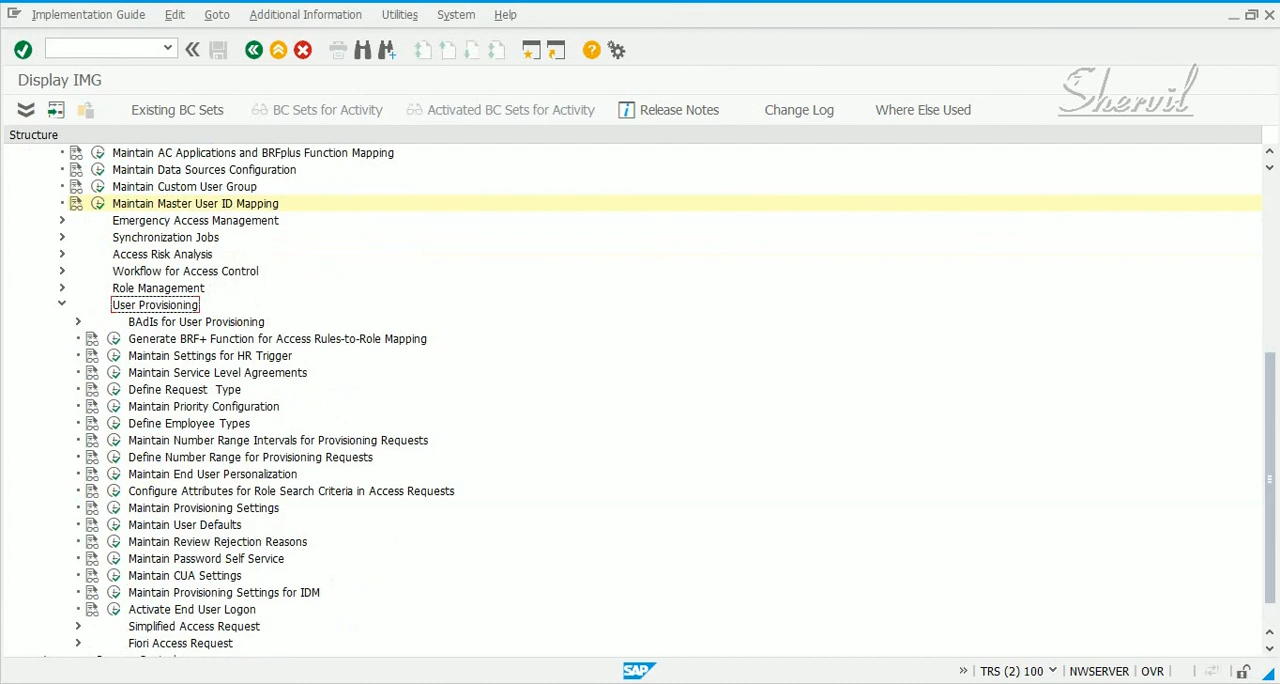 Implementation Guide Edit Goto Additional Information Utilities System Help
Display IMG
Shervil
Existing BC Sets BC Sets for Activity Activated BC Sets for Activity Release Notes Change Log Where Else Used
Structure
Maintain AC Applications and BRFplus Function Mapping
Maintain Data Sources Configuration
Maintain Custom User Group
Maintain Master User ID Mapping
Emergency Access Management
Synchronization Jobs
Access Risk Analysis
Workflow for Access Control
Role Management
User Provisioning
BAdIs for User Provisioning
Generate BRF+ Function for Access Rules-to-Role Mapping
Maintain Settings for HR Trigger
Maintain Service Level Agreements
Define Request Type
Maintain Priority Configuration
Define Employee Types
Maintain Number Range Intervals for Provisioning Requests
Define Number Range for Provisioning Requests
Maintain End User Personalization
Configure Attributes for Role Search Criteria in Access Requests
Maintain Provisioning Settings
Maintain User Defaults
Maintain Review Rejection Reasons
Maintain Password Self Service
Maintain CUA Settings
Maintain Provisioning Settings for IDM
Activate End User Logon
Simplified Access Request
Fiori Access Request
SAP » TRS (2) 100 NWSERVER OVR